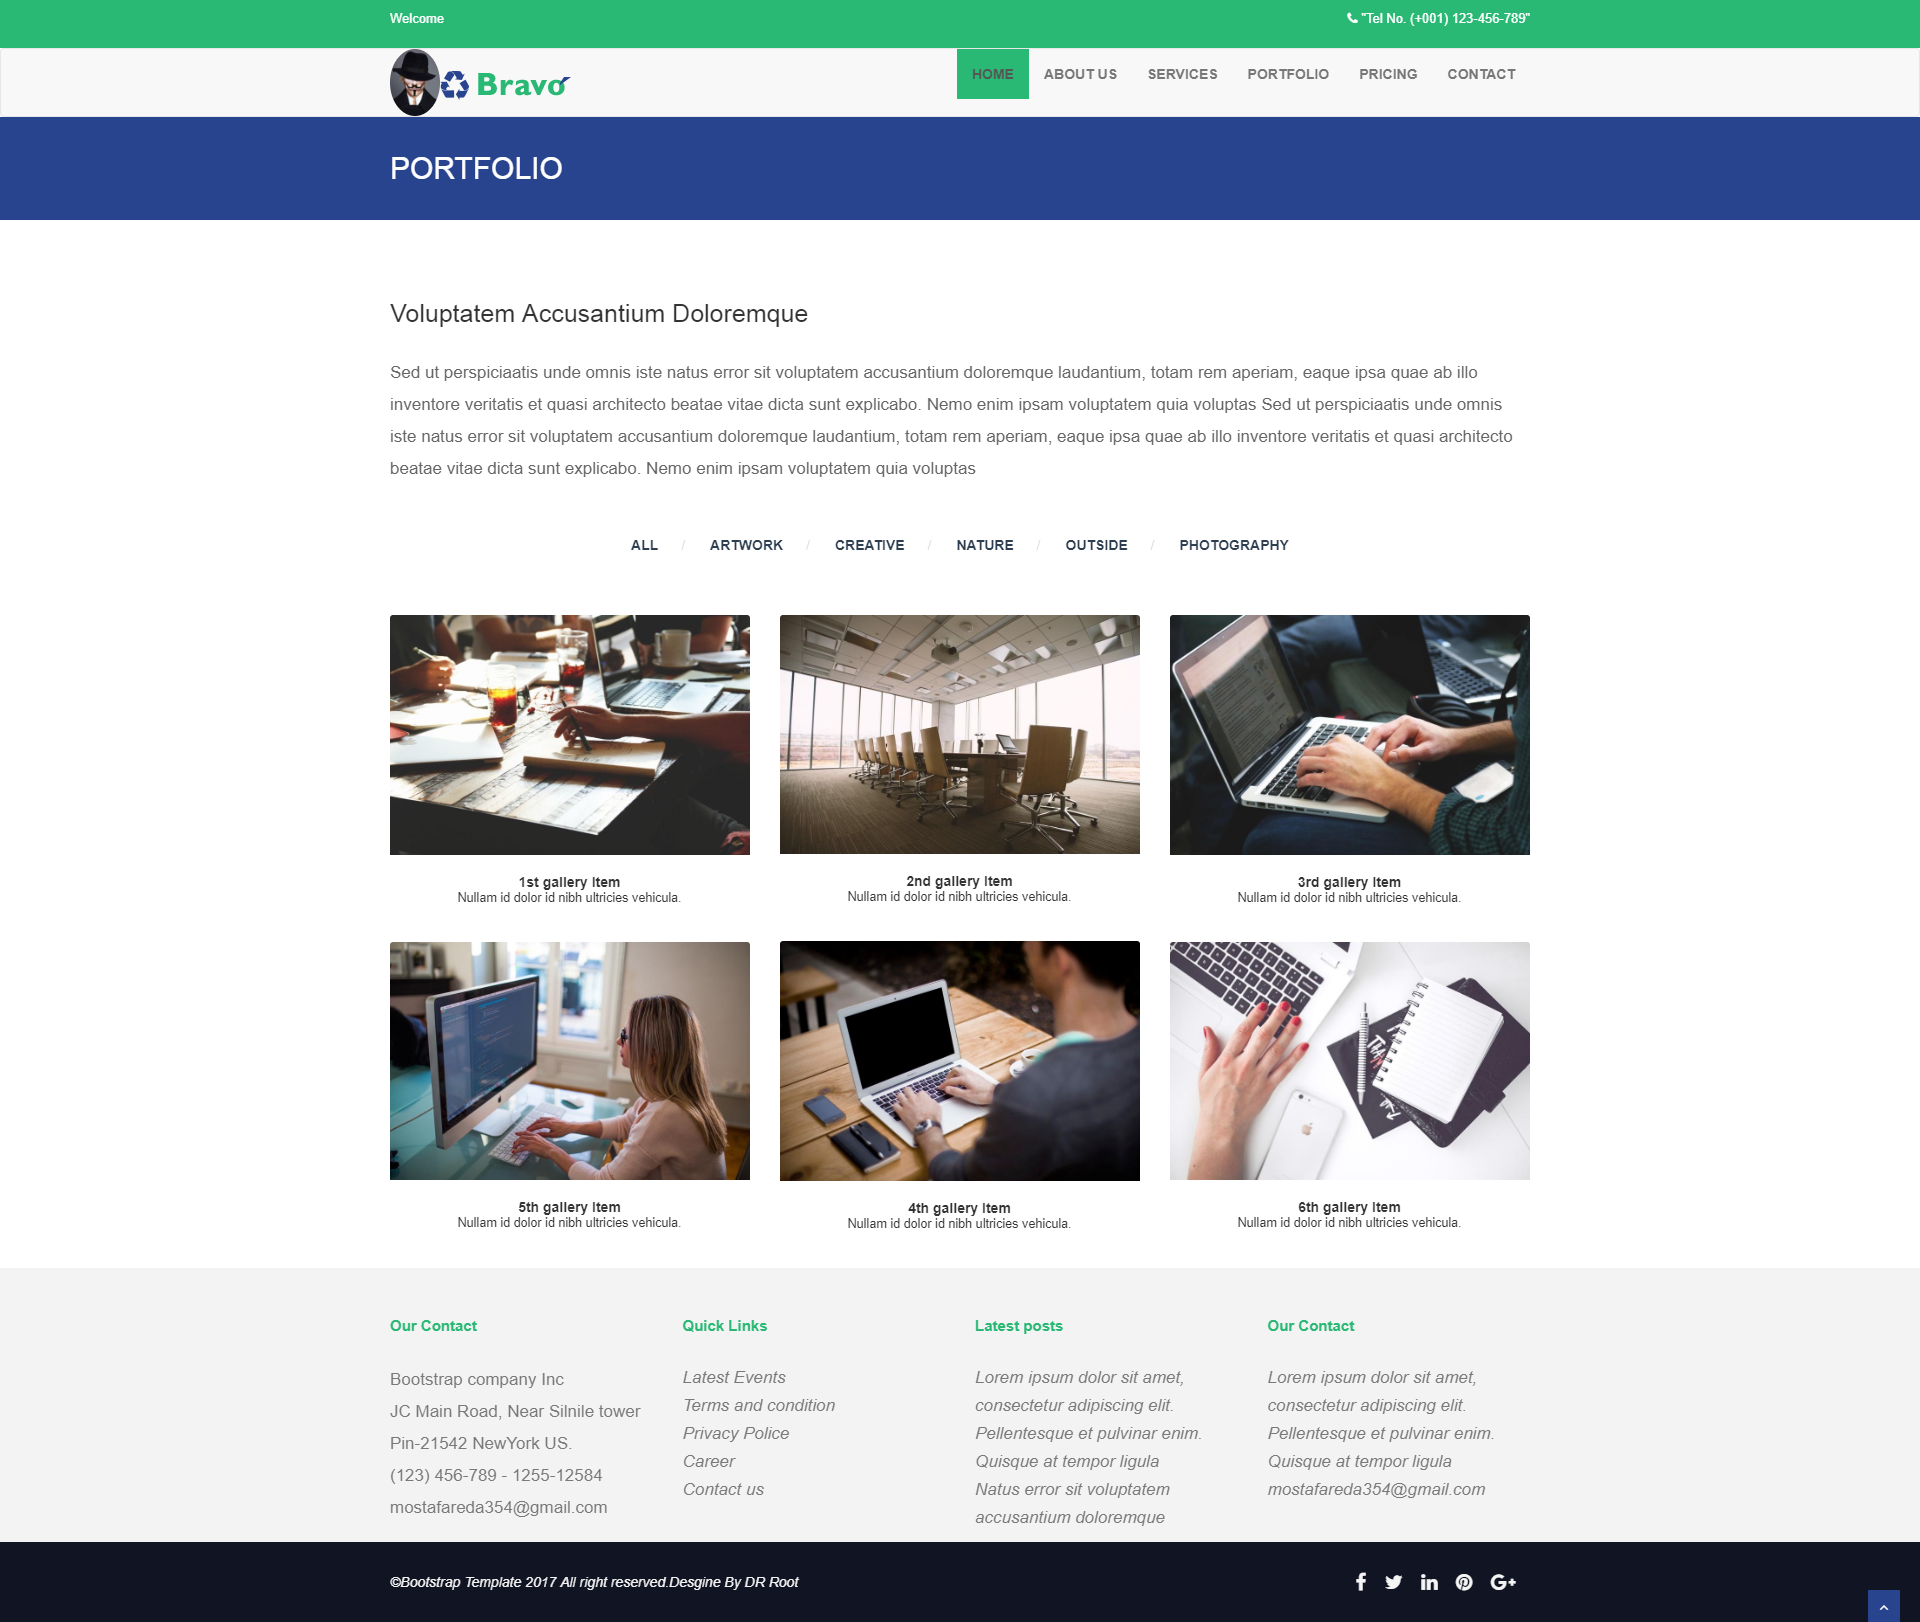 Welcome
"Tel No. (+001) 123-456-789"
Bravo
HOME ABOUT US SERVICES PORTFOLIO PRICING CONTACT
PORTFOLIO
Voluptatem Accusantium Doloremque
Sed ut perspiciaatis unde omnis iste natus error sit voluptatem accusantium doloremque laudantium, totam rem aperiam, eaque ipsa quae ab illo
inventore veritatis et quasi architecto beatae vitae dicta sunt explicabo. Nemo enim ipsam voluptatem quia voluptas Sed ut perspiciaatis unde omnis
iste natus error sit voluptatem accusantium doloremque laudantium, totam rem aperiam, eaque ipsa quae ab illo inventore veritatis et quasi architecto
beatae vitae dicta sunt explicabo. Nemo enim ipsam voluptatem quia voluptas
ALL / ARTWORK / CREATIVE / NATURE / OUTSIDE / PHOTOGRAPHY
1st gallery item
Nullam id dolor id nibh ultricies vehicula.
2nd gallery item
Nullam id dolor id nibh ultricies vehicula.
3rd gallery item
Nullam id dolor id nibh ultricies vehicula.
5th gallery item
Nullam id dolor id nibh ultricies vehicula.
4th gallery item
Nullam id dolor id nibh ultricies vehicula.
6th gallery item
Nullam id dolor id nibh ultricies vehicula.
Our Contact
Bootstrap company Inc
JC Main Road, Near Silnile tower
Pin-21542 NewYork US.
(123) 456-789 - 1255-12584
mostafareda354@gmail.com
Quick Links
Latest Events
Terms and condition
Privacy Police
Career
Contact us
Latest posts
Lorem ipsum dolor sit amet,
consectetur adipiscing elit.
Pellentesque et pulvinar enim.
Quisque at tempor ligula
Natus error sit voluptatem
accusantium doloremque
Our Contact
Lorem ipsum dolor sit amet,
consectetur adipiscing elit.
Pellentesque et pulvinar enim.
Quisque at tempor ligula
mostafareda354@gmail.com
©Bootstrap Template 2017 All right reserved.Desgine By DR Root